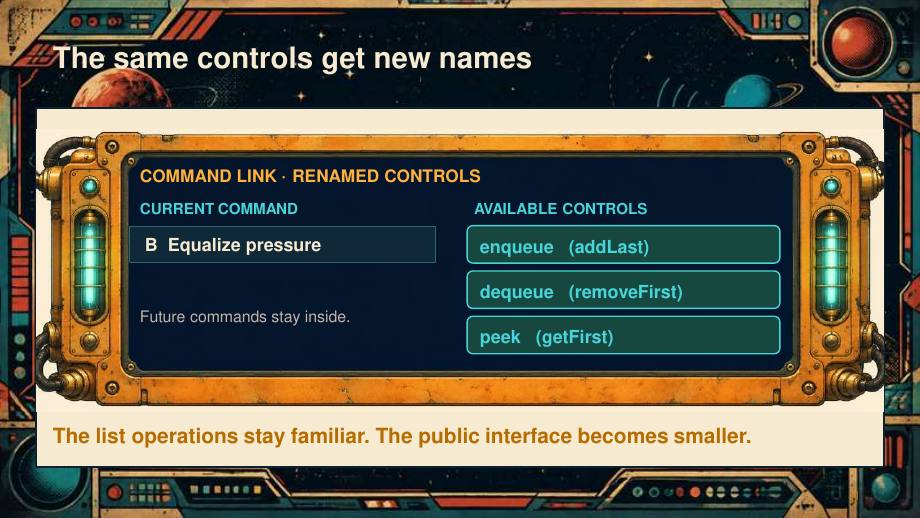 The same controls get new names
COMMAND LINK · RENAMED CONTROLS
CURRENT COMMAND
B Equalize pressure
Future commands stay inside.
AVAILABLE CONTROLS
enqueue (addLast)
dequeue (removeFirst)
peek (getFirst)
The list operations stay familiar. The public interface becomes smaller.